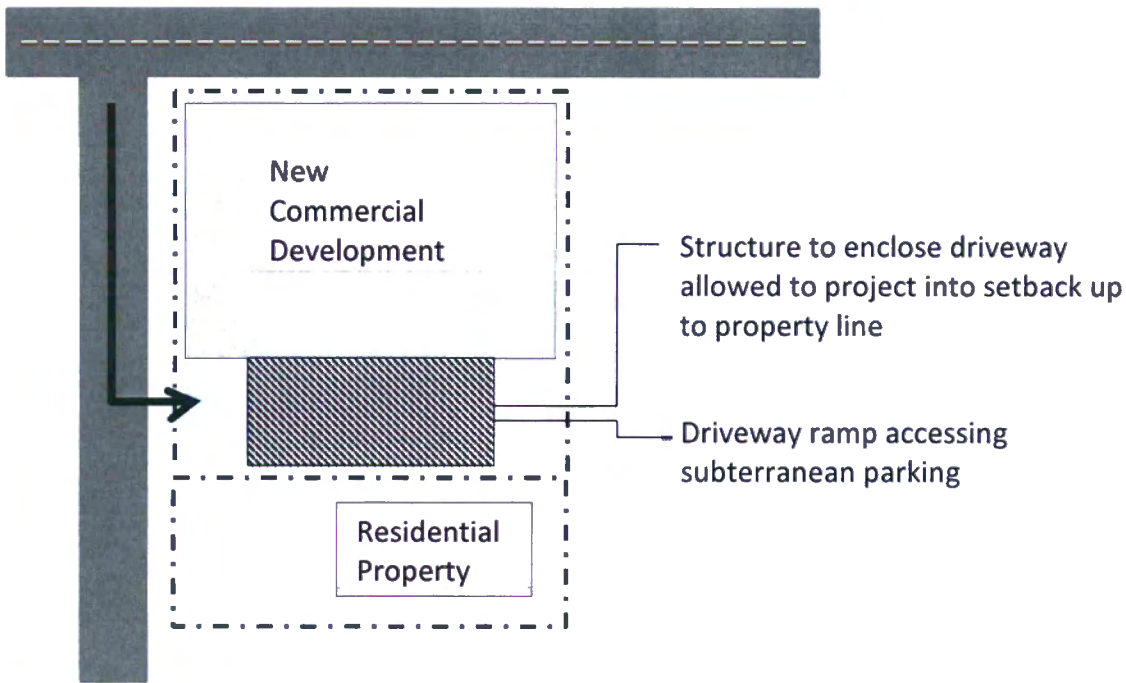 New
Commercial
Development
Structure to enclose driveway
allowed to project into setback up
to property line
Driveway ramp accessing
subterranean parking
Residential
Property